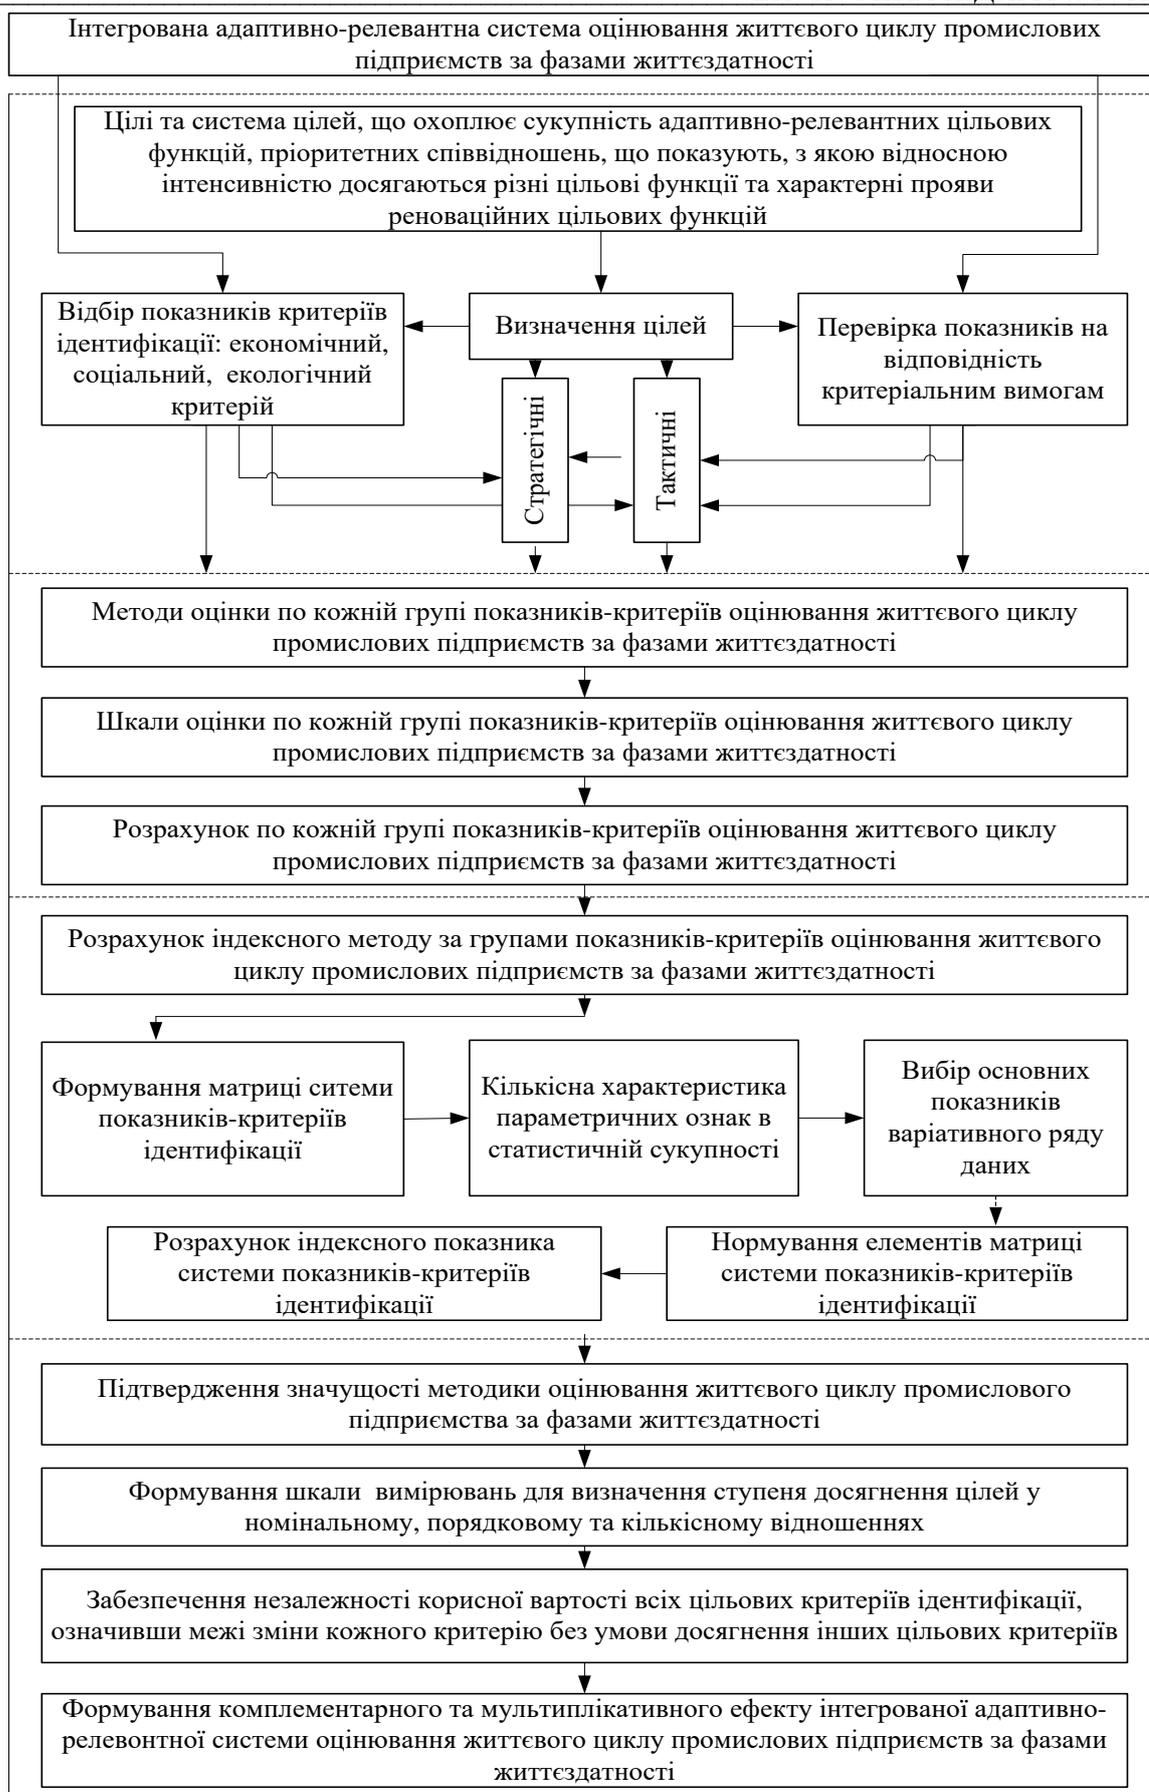 Інтегрована адаптивно-релевантна система оцінювання життєвого циклу промислових
підприємств за фазами життєздатності
Цілі та система цілей, що охоплює сукупність адаптивно-релевантних цільових
функцій, пріоритетних співвідношень, що показують, з якою відносною
інтенсивністю досягаються різні цільові функції та характерні прояви
реноваційних цільових функцій
Відбір показників критеріїв
ідентифікації: економічний,
соціальний, екологічний
критерій
Визначення цілей
Перевірка показників на
відповідність
критеріальним вимогам
Стратегічні
Тактичні
Методи оцінки по кожній групі показників-критеріїв оцінювання життєвого циклу
промислових підприємств за фазами життєздатності
Шкали оцінки по кожній групі показників-критеріїв оцінювання життєвого циклу
промислових підприємств за фазами життєздатності
Розрахунок по кожній групі показників-критеріїв оцінювання життєвого циклу
промислових підприємств за фазами життєздатності
Розрахунок індексного методу за групами показників-критеріїв оцінювання життєвого
циклу промислових підприємств за фазами життєздатності
Формування матриці ситеми
показників-критеріїв
ідентифікації
Кількісна характеристика
параметричних ознак в
статистичній сукупності
Вибір основних
показників
варіативного ряду
даних
Розрахунок індексного показника
системи показників-критеріїв
ідентифікації
Нормування елементів матриці
системи показників-критеріїв
ідентифікації
Підтвердження значущості методики оцінювання життєвого циклу промислового
підприємства за фазами життєздатності
Формування шкали вимірювань для визначення ступеня досягнення цілей у
номінальному, порядковому та кількісному відношеннях
Забезпечення незалежності корисної вартості всіх цільових критеріїв ідентифікації,
означивши межі зміни кожного критерію без умови досягнення інших цільових критеріїв
Формування комплементарного та мультиплікативного ефекту інтегрованої адаптивно-
релевонтної системи оцінювання життєвого циклу промислових підприємств за фазами
життєздатності